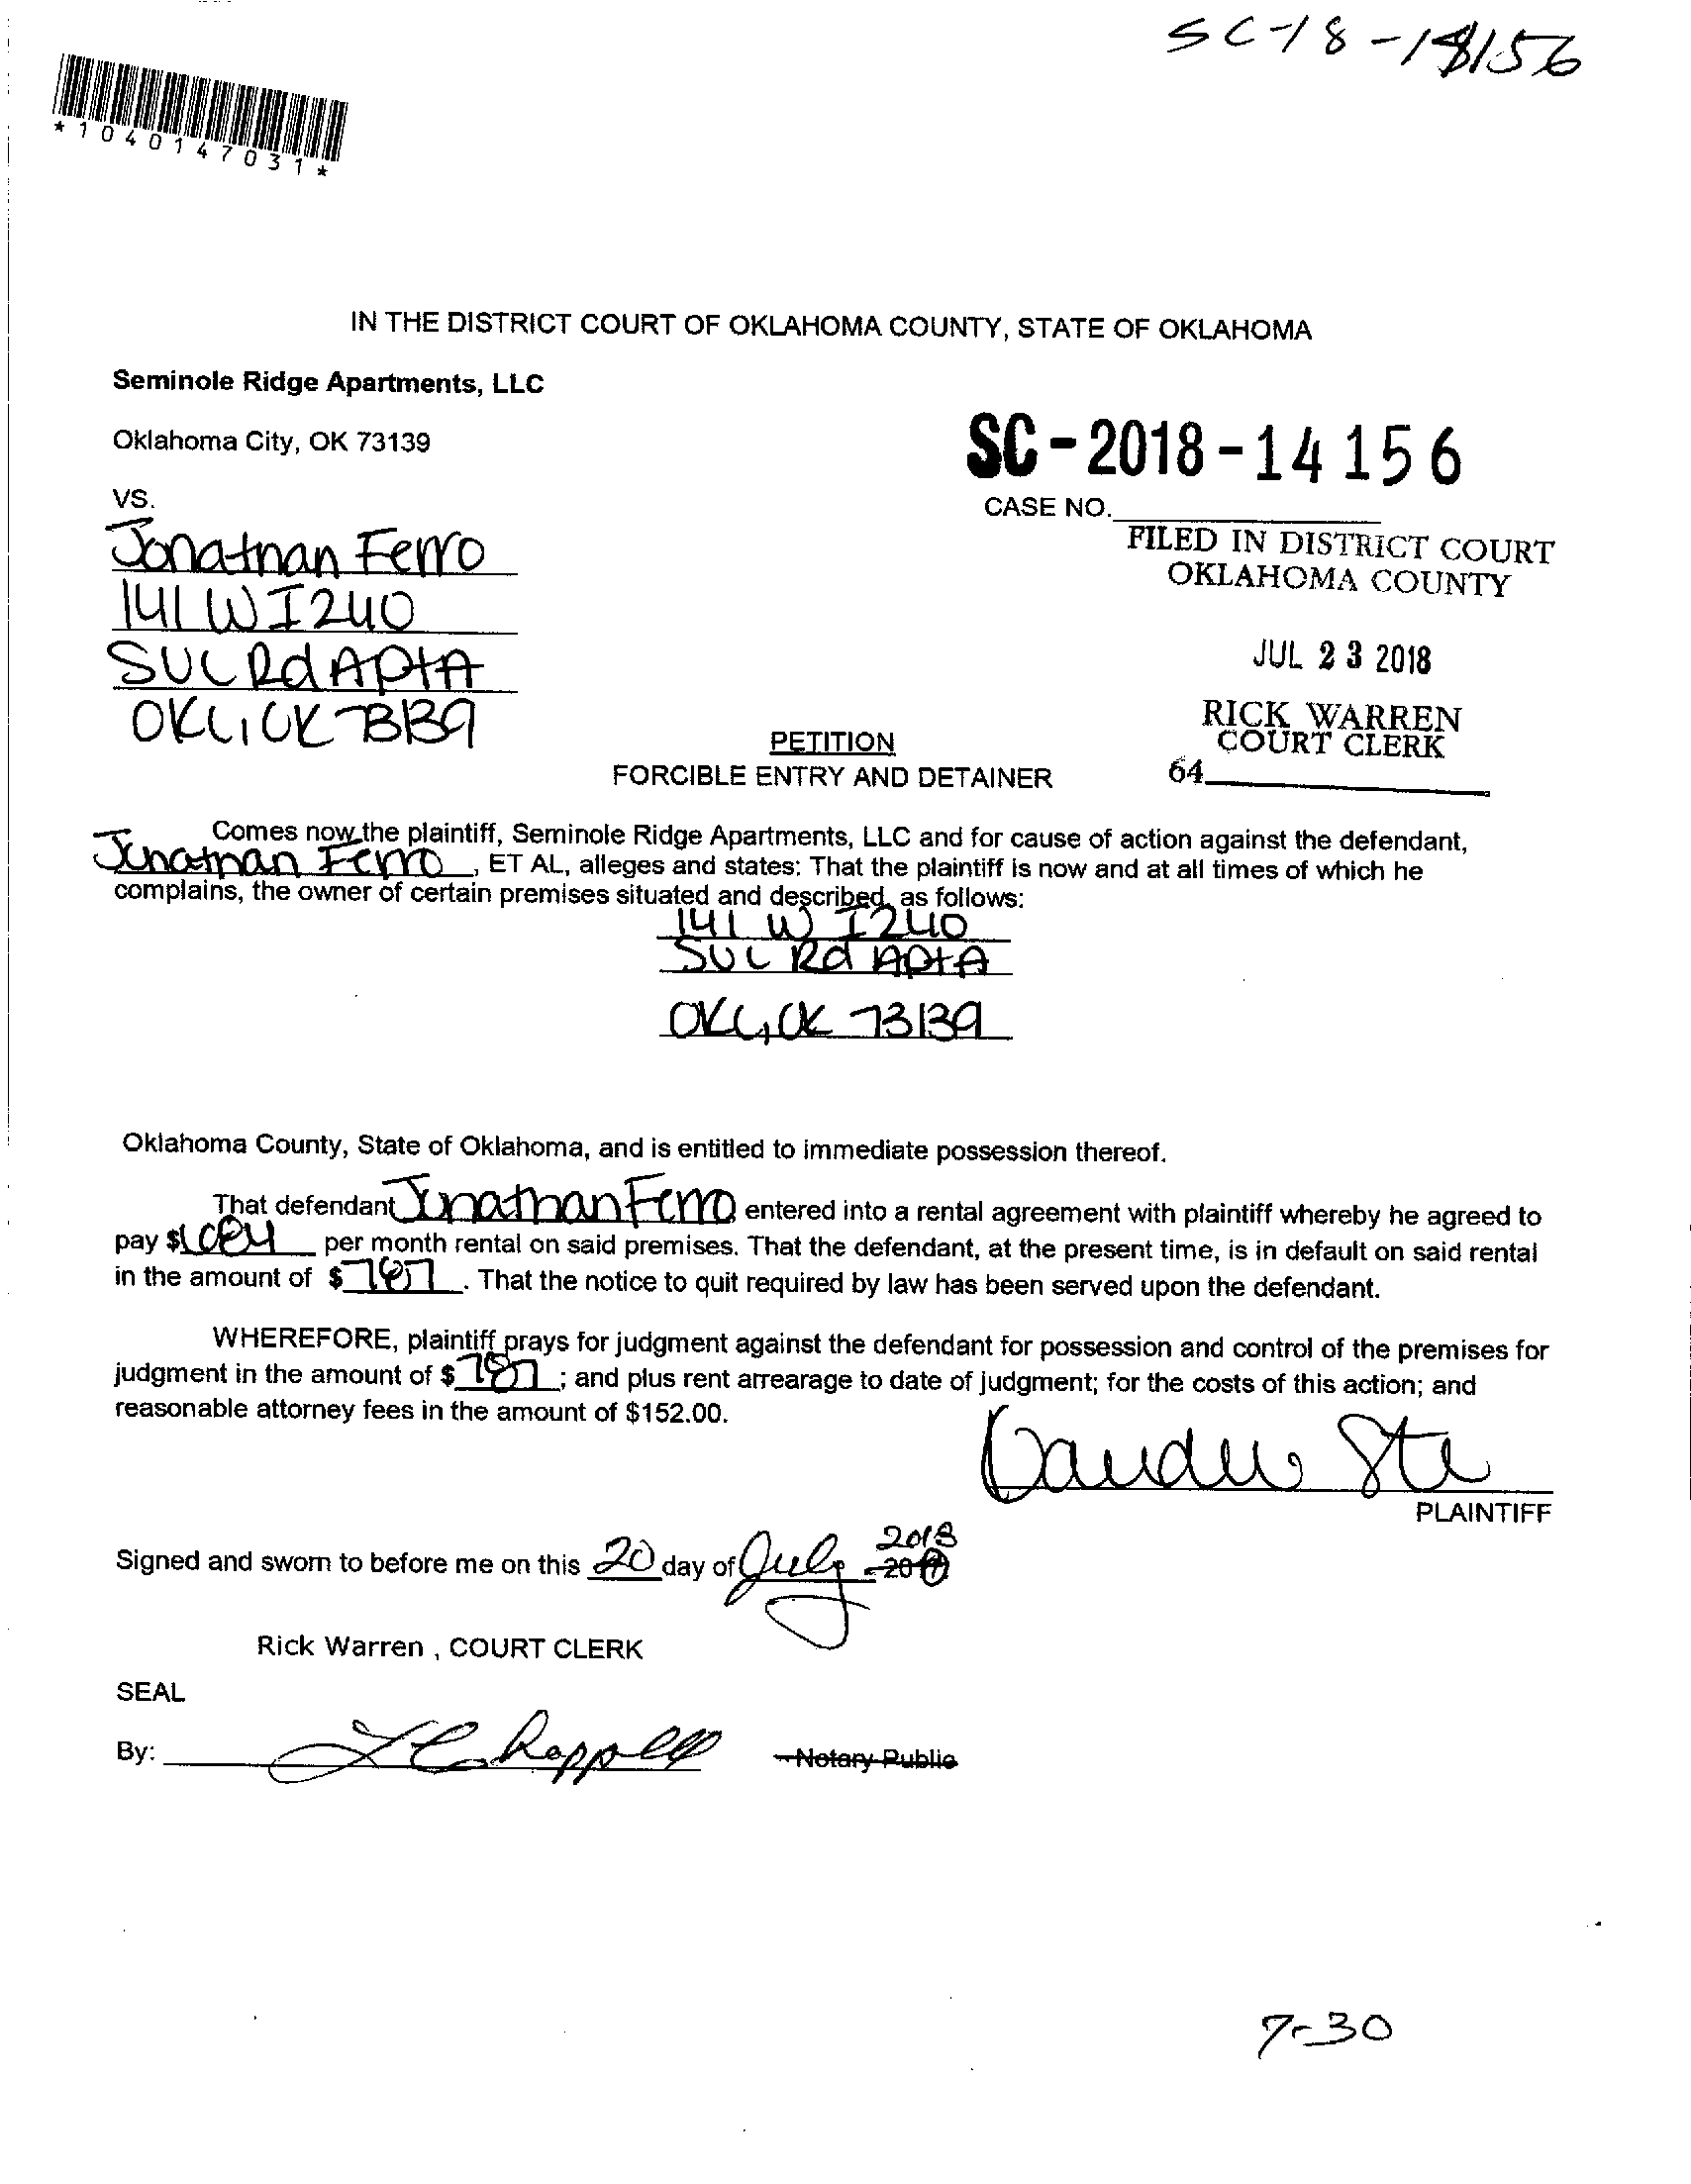 SC-18-14156
*1040147031*
IN THE DISTRICT COURT OF OKLAHOMA COUNTY, STATE OF OKLAHOMA
Seminole Ridge Apartments, LLC
Oklahoma City, OK 73139
SC-2018-14156
VS.
CASE NO.
Jonathan Ferro
141 W I240
SVC Rd Apt A
OKC, OK 73139
FILED IN DISTRICT COURT
OKLAHOMA COUNTY
JUL 23 2018
RICK WARREN
COURT CLERK
64
PETITION
FORCIBLE ENTRY AND DETAINER
Comes now the plaintiff, Seminole Ridge Apartments, LLC and for cause of action against the defendant,
Jonathan Ferro, ET AL, alleges and states: That the plaintiff is now and at all times of which he
complains, the owner of certain premises situated and described, as follows:
141 W I240
SVC Rd Apt A
OKC, OK 73139
Oklahoma County, State of Oklahoma, and is entitled to immediate possession thereof.
That defendant Jonathan Ferro entered into a rental agreement with plaintiff whereby he agreed to
pay $ per month rental on said premises. That the defendant, at the present time, is in default on said rental
in the amount of $787. That the notice to quit required by law has been served upon the defendant.
WHEREFORE, plaintiff prays for judgment against the defendant for possession and control of the premises for
judgment in the amount of $787; and plus rent arrearage to date of judgment; for the costs of this action; and
reasonable attorney fees in the amount of $152.00.
PLAINTIFF
2018
Signed and sworn to before me on this 20 day of July
Rick Warren , COURT CLERK
SEAL
By:
Notary Public
7-30